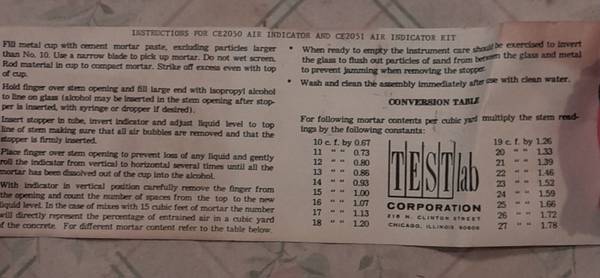 INSTRUCTIONS FOR CE2050 AIR INDICATOR AND CE2051 AIR INDICATOR KIT
Fill metal cup with cement mortar paste, excluding particles larger
than No. 10. Use a narrow blade to pick up mortar. Do not wet screen.
Rod material in cup to compact mortar. Strike off excess even with top
of cup.
Hold finger over stem opening and fill large end with isopropyl alcohol
to line on glass (alcohol may be inserted in the stem opening after stop-
per is inserted, with syringe or dropper if desired).
Insert stopper in tube, invert indicator and adjust liquid level to top
line of stem making sure that all air bubbles are removed and that the
stopper is firmly inserted.
Place finger over stem opening to prevent loss of any liquid and gently
roll the indicator from vertical to horizontal several times until all the
mortar has been dissolved out of the cup into the alcohol.
With indicator in vertical position carefully remove the finger from
the opening and count the number of spaces from the top to the new
liquid level. In the case of mixes with 15 cubic feet of mortar the number
will directly represent the percentage of entrained air in a cubic yard
of the concrete. For different mortar content refer to the table below.
• When ready to empty the instrument care should be exercised to invert
the glass to flush out particles of sand from between the glass and metal
to prevent jamming when removing the stopper.
• Wash and clean the assembly immediately after use with clean water.
CONVERSION TABLE
For following mortar contents per cubic yard multiply the stem read-
ings by the following constants:
10 c. f. by 0.67
11 " " 0.73
12 " " 0.80
13 " " 0.86
14 " " 0.93
15 " " 1.00
16 " " 1.07
17 " " 1.13
18 " " 1.20
TESTlab
CORPORATION
216 N. CLINTON STREET
CHICAGO, ILLINOIS 60606
19 c. f. by 1.26
20 " " 1.33
21 " " 1.39
22 " " 1.46
23 " " 1.52
24 " " 1.59
25 " " 1.66
26 " " 1.72
27 " " 1.78